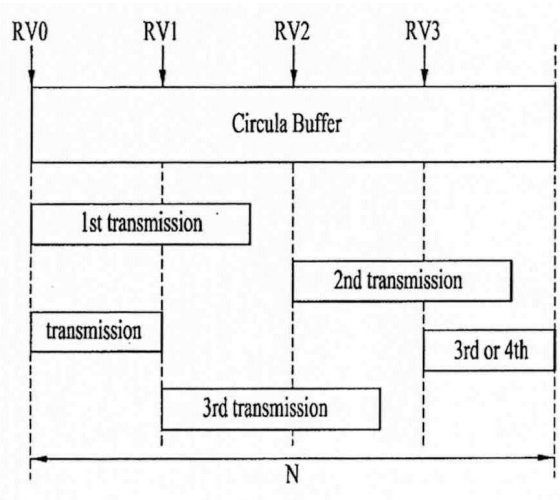 RV0 RV1 RV2 RV3
Circula Buffer
1st transmission
2nd transmission
transmission
3rd or 4th
3rd transmission
N